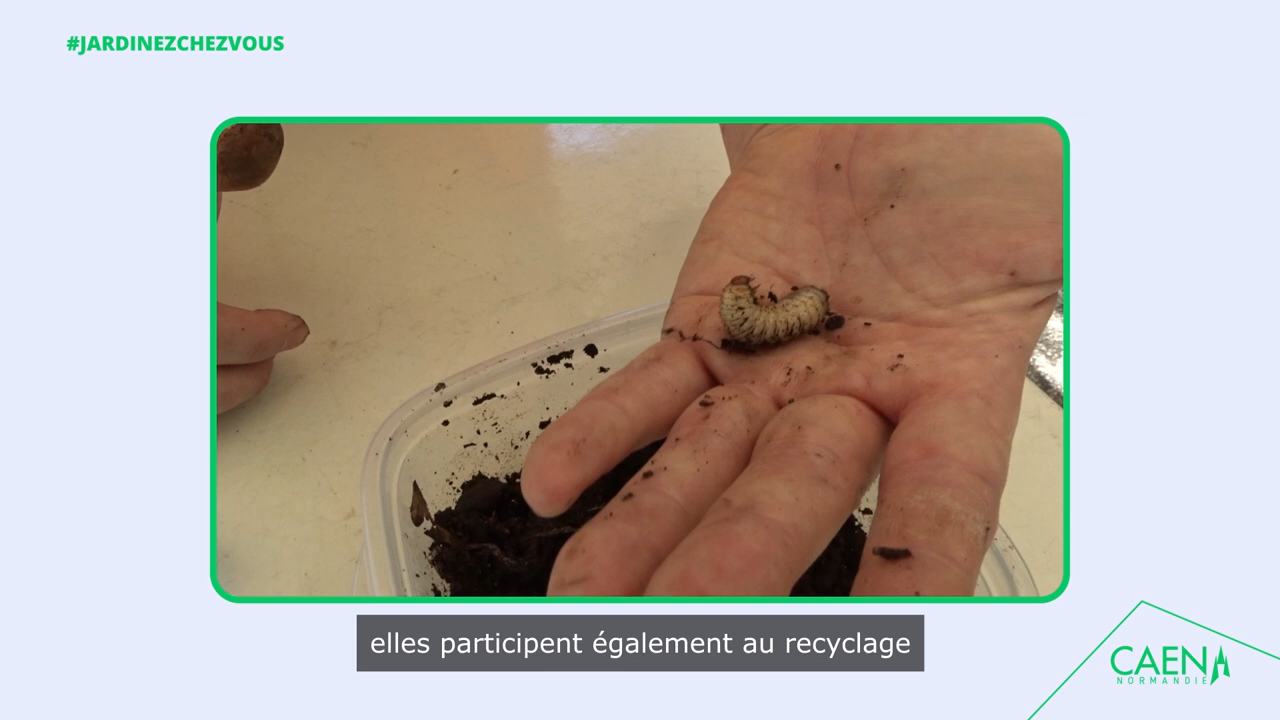 #JARDINEZCHEZVOUS
elles participent également au recyclage
CAEN
NORMANDIE